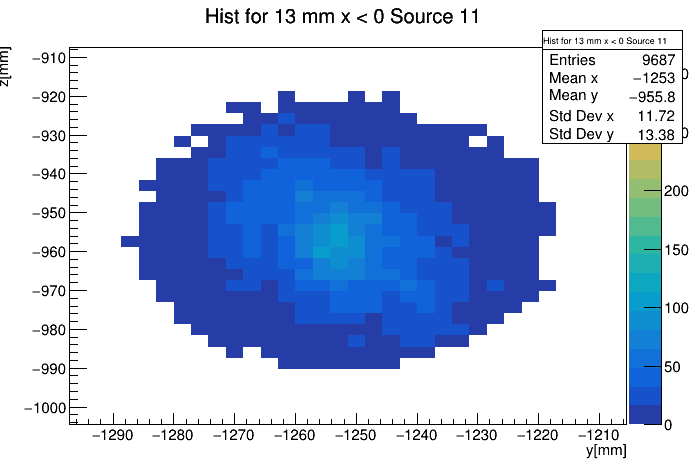 Hist for 13 mm x < 0 Source 11
Hist for 13 mm x < 0 Source 11
Entries 9687
Mean x −1253
Mean y −955.8
Std Dev x 11.72
Std Dev y 13.38
z[mm]
−910
−920
−930
−940
−950
−960
−970
−980
−990
−1000
−1290 −1280 −1270 −1260 −1250 −1240 −1230 −1220 −1210
y[mm]
200
150
100
50
0